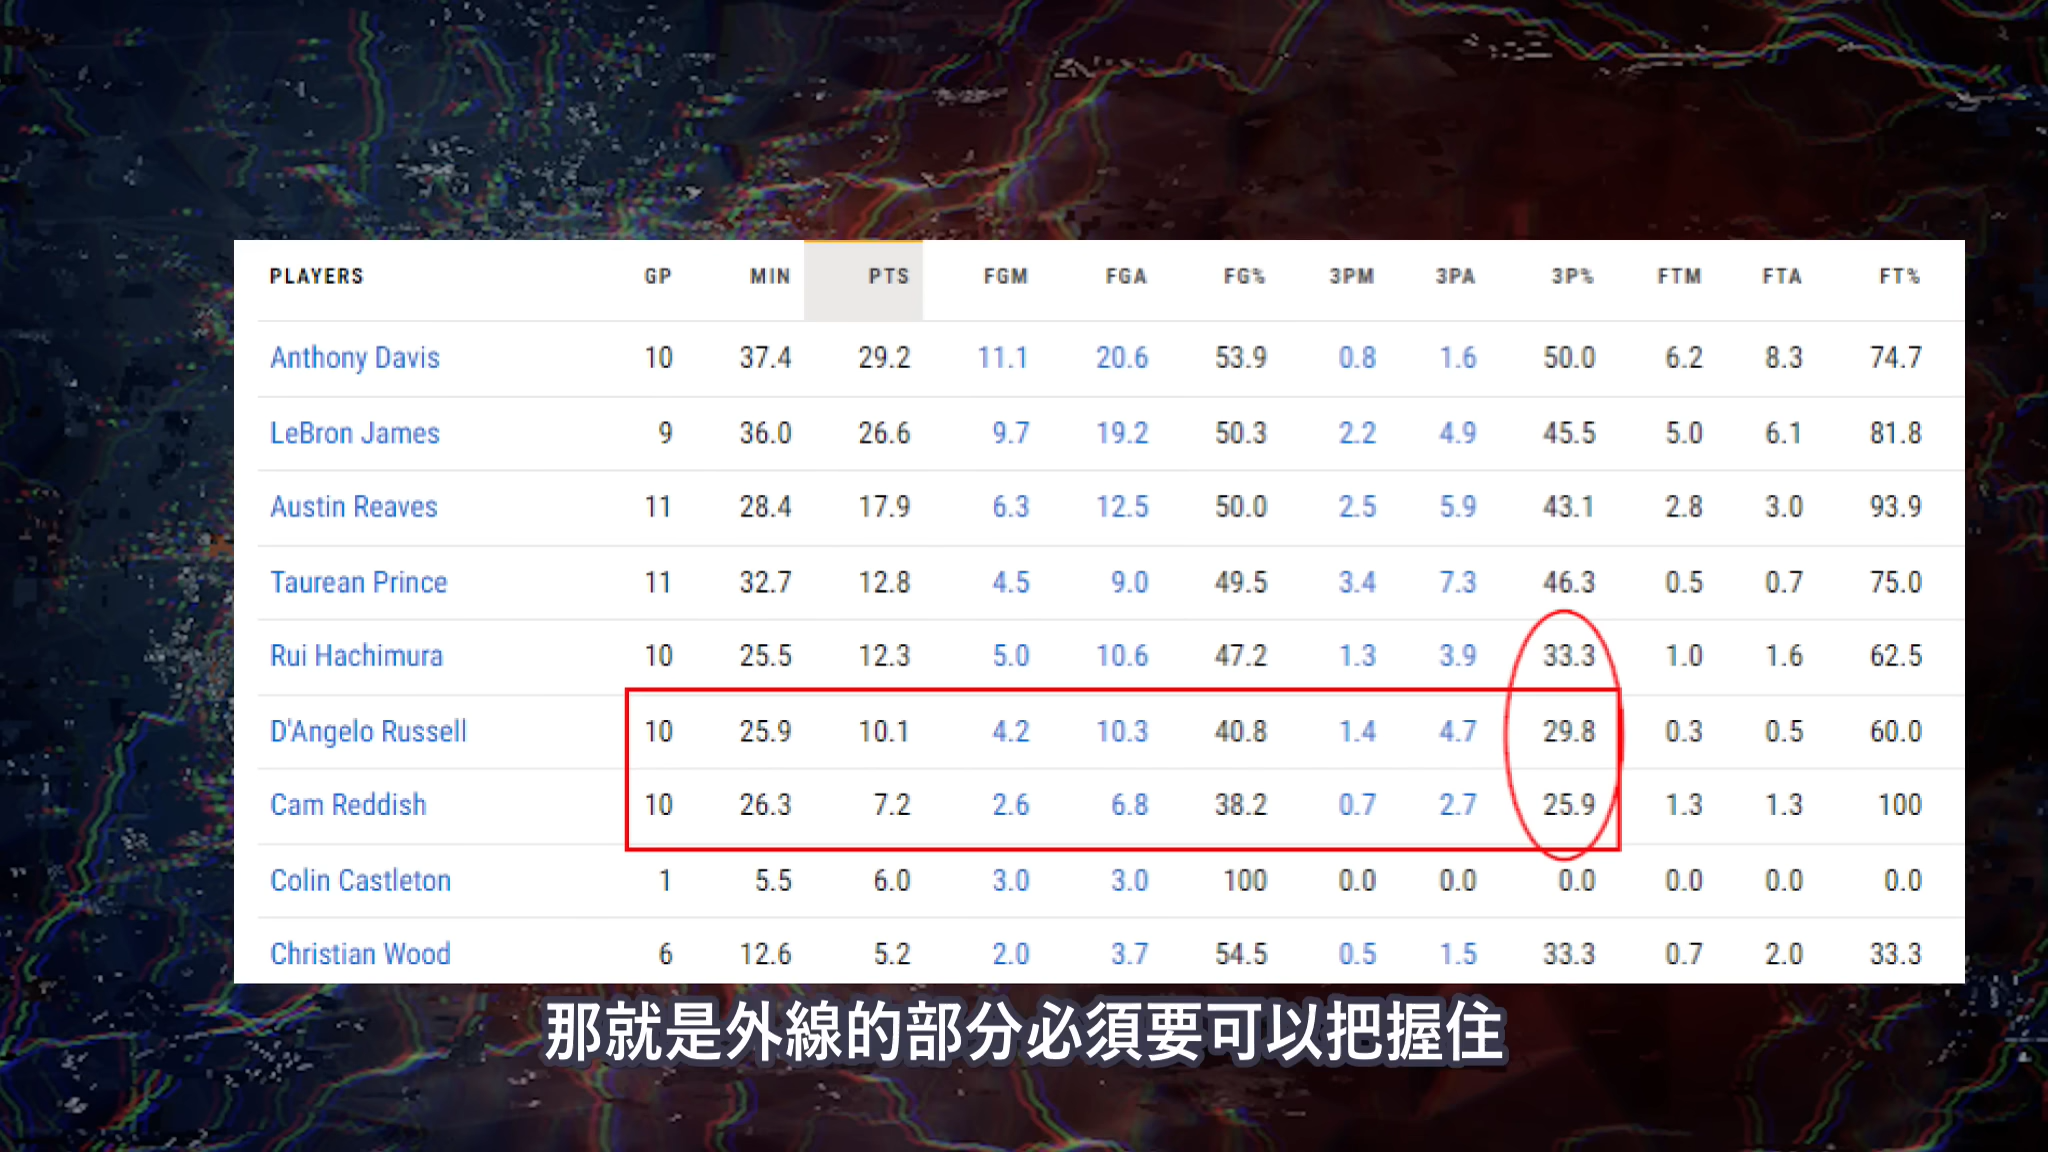 PLAYERS GP MIN PTS FGM FGA FG% 3PM 3PA 3P% FTM FTA FT%
Anthony Davis 10 37.4 29.2 11.1 20.6 53.9 0.8 1.6 50.0 6.2 8.3 74.7
LeBron James 9 36.0 26.6 9.7 19.2 50.3 2.2 4.9 45.5 5.0 6.1 81.8
Austin Reaves 11 28.4 17.9 6.3 12.5 50.0 2.5 5.9 43.1 2.8 3.0 93.9
Taurean Prince 11 32.7 12.8 4.5 9.0 49.5 3.4 7.3 46.3 0.5 0.7 75.0
Rui Hachimura 10 25.5 12.3 5.0 10.6 47.2 1.3 3.9 33.3 1.0 1.6 62.5
D'Angelo Russell 10 25.9 10.1 4.2 10.3 40.8 1.4 4.7 29.8 0.3 0.5 60.0
Cam Reddish 10 26.3 7.2 2.6 6.8 38.2 0.7 2.7 25.9 1.3 1.3 100
Colin Castleton 1 5.5 6.0 3.0 3.0 100 0.0 0.0 0.0 0.0 0.0 0.0
Christian Wood 6 12.6 5.2 2.0 3.7 54.5 0.5 1.5 33.3 0.7 2.0 33.3
那就是外線的部分必須要可以把握住